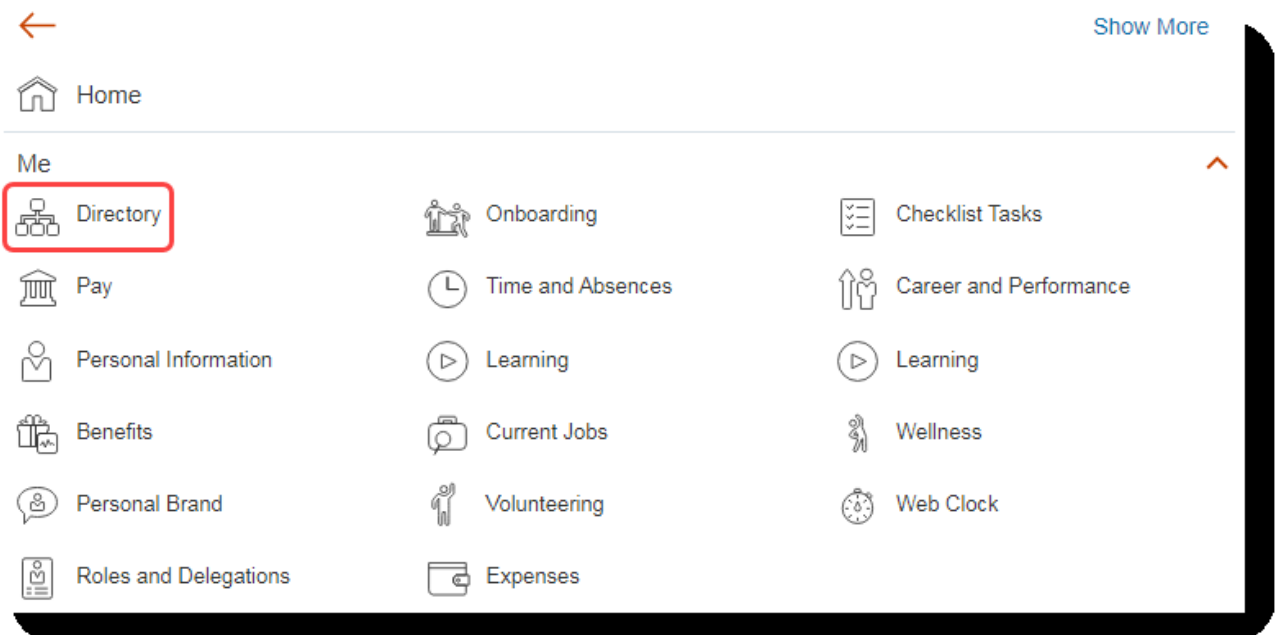 Show More
Home
Me
Directory
Onboarding
Checklist Tasks
Pay
Time and Absences
Career and Performance
Personal Information
Learning
Learning
Benefits
Current Jobs
Wellness
Personal Brand
Volunteering
Web Clock
Roles and Delegations
Expenses